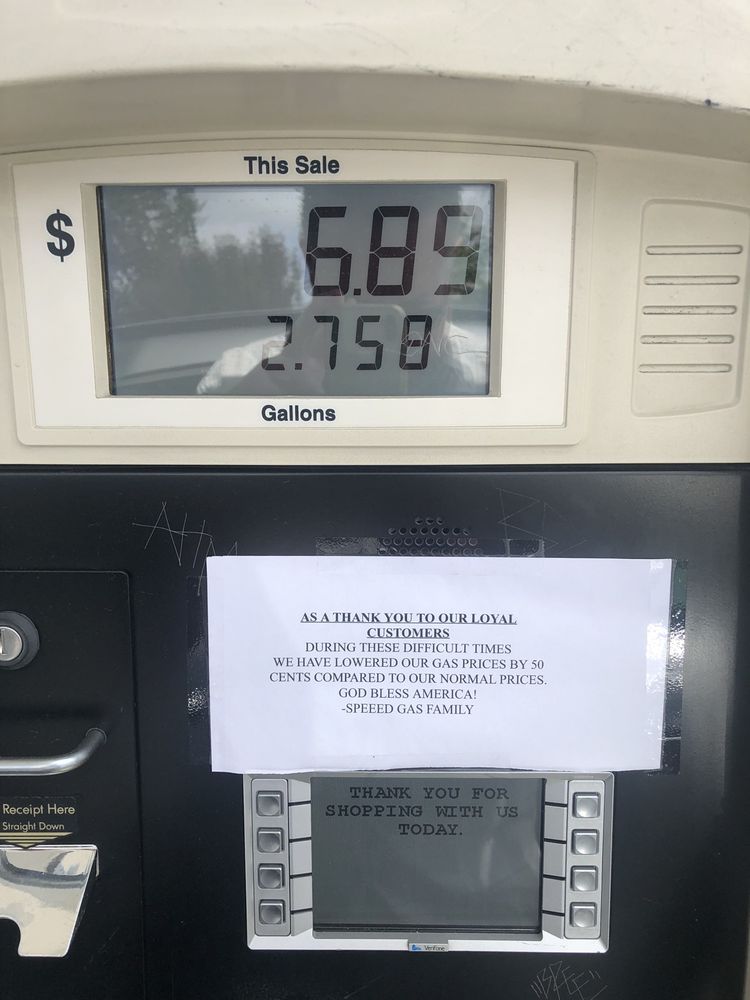 This Sale
$
6.89
2.758
Gallons
AS A THANK YOU TO OUR LOYAL
CUSTOMERS
DURING THESE DIFFICULT TIMES
WE HAVE LOWERED OUR GAS PRICES BY 50
CENTS COMPARED TO OUR NORMAL PRICES.
GOD BLESS AMERICA!
-SPEEED GAS FAMILY
Receipt Here
Straight Down
THANK YOU FOR
SHOPPING WITH US
TODAY.
Verifone